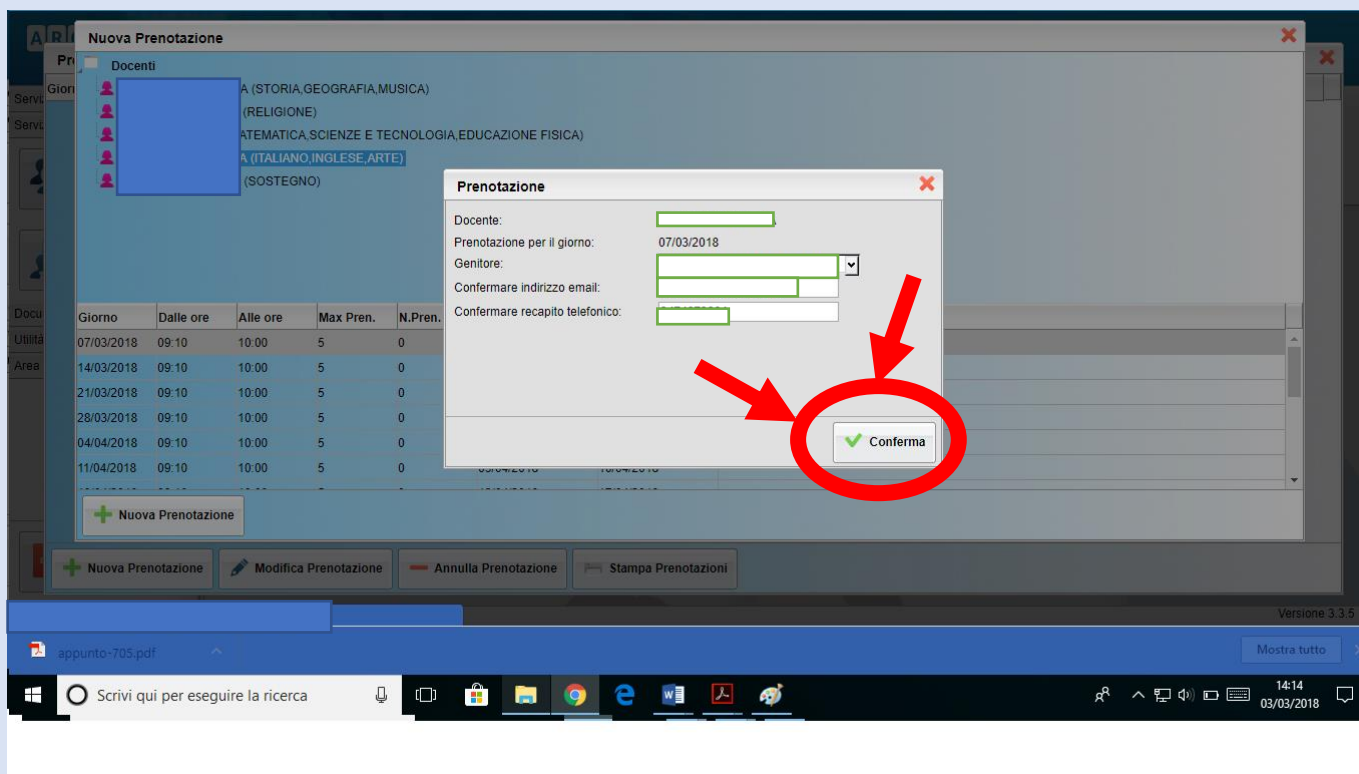 Nuova Prenotazione
Docenti
A (STORIA,GEOGRAFIA,MUSICA)
(RELIGIONE)
ATEMATICA,SCIENZE E TECNOLOGIA,EDUCAZIONE FISICA)
A (ITALIANO,INGLESE,ARTE)
(SOSTEGNO)
Prenotazione
Docente:
Prenotazione per il giorno: 07/03/2018
Genitore:
Confermare indirizzo email:
Confermare recapito telefonico:
Conferma
Giorno Dalle ore Alle ore Max Pren. N.Pren.
07/03/2018 09:10 10:00 5 0
14/03/2018 09:10 10:00 5 0
21/03/2018 09:10 10:00 5 0
28/03/2018 09:10 10:00 5 0
04/04/2018 09:10 10:00 5 0
11/04/2018 09:10 10:00 5 0
Nuova Prenotazione
Nuova Prenotazione Modifica Prenotazione Annulla Prenotazione Stampa Prenotazioni
Versione 3.3.5
appunto-705.pdf Mostra tutto
Scrivi qui per eseguire la ricerca
14:14
03/03/2018